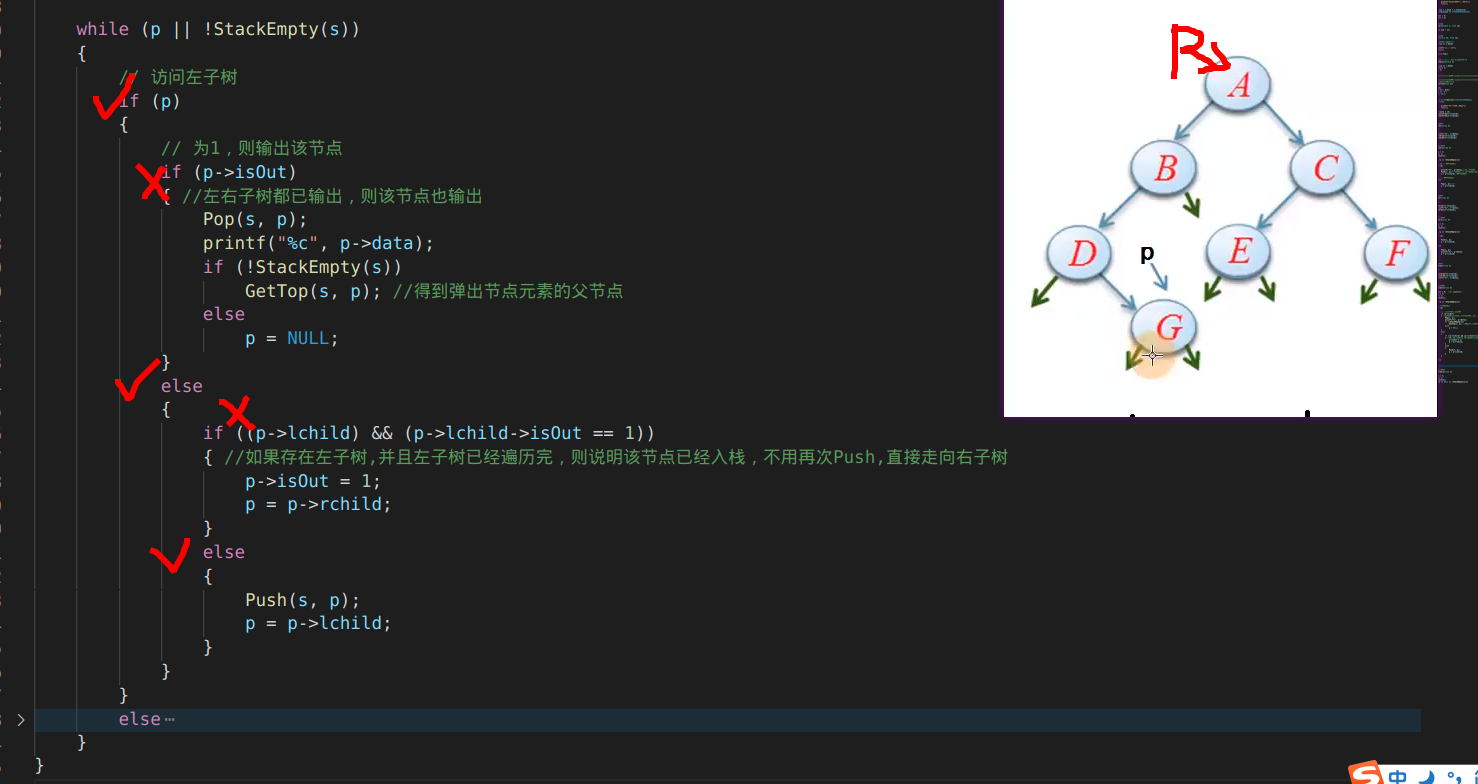 while (p || !StackEmpty(s))
{
// 访问左子树
if (p)
{
// 为1，则输出该节点
if (p->isOut)
{ //左右子树都已输出，则该节点也输出
Pop(s, p);
printf("%c", p->data);
if (!StackEmpty(s))
GetTop(s, p); //得到弹出节点元素的父节点
else
p = NULL;
}
else
{
if ((p->lchild) && (p->lchild->isOut == 1))
{ //如果存在左子树,并且左子树已经遍历完，则说明该节点已经入栈，不用再次Push,直接走向右子树
p->isOut = 1;
p = p->rchild;
}
else
{
Push(s, p);
p = p->lchild;
}
}
}
else…
}
}
R
A
B
C
D
p
E
F
G
S
中